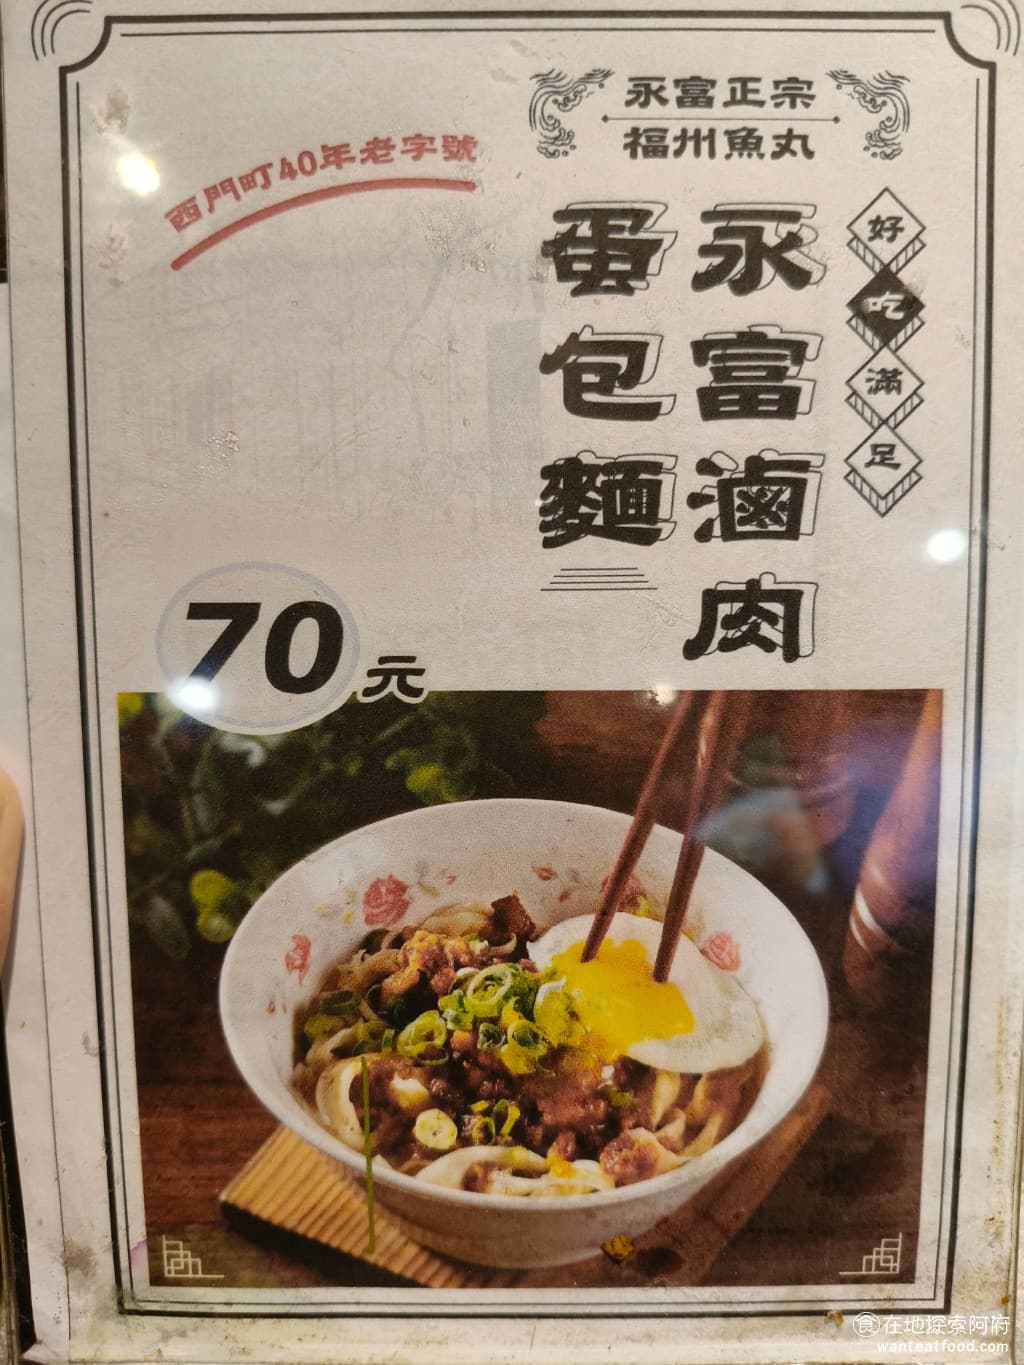 永富正宗
福州魚丸
西門町40年老字號
好吃滿足
永富滷肉
蛋包麵
70元
食在地探索阿府
wanteatfood.com